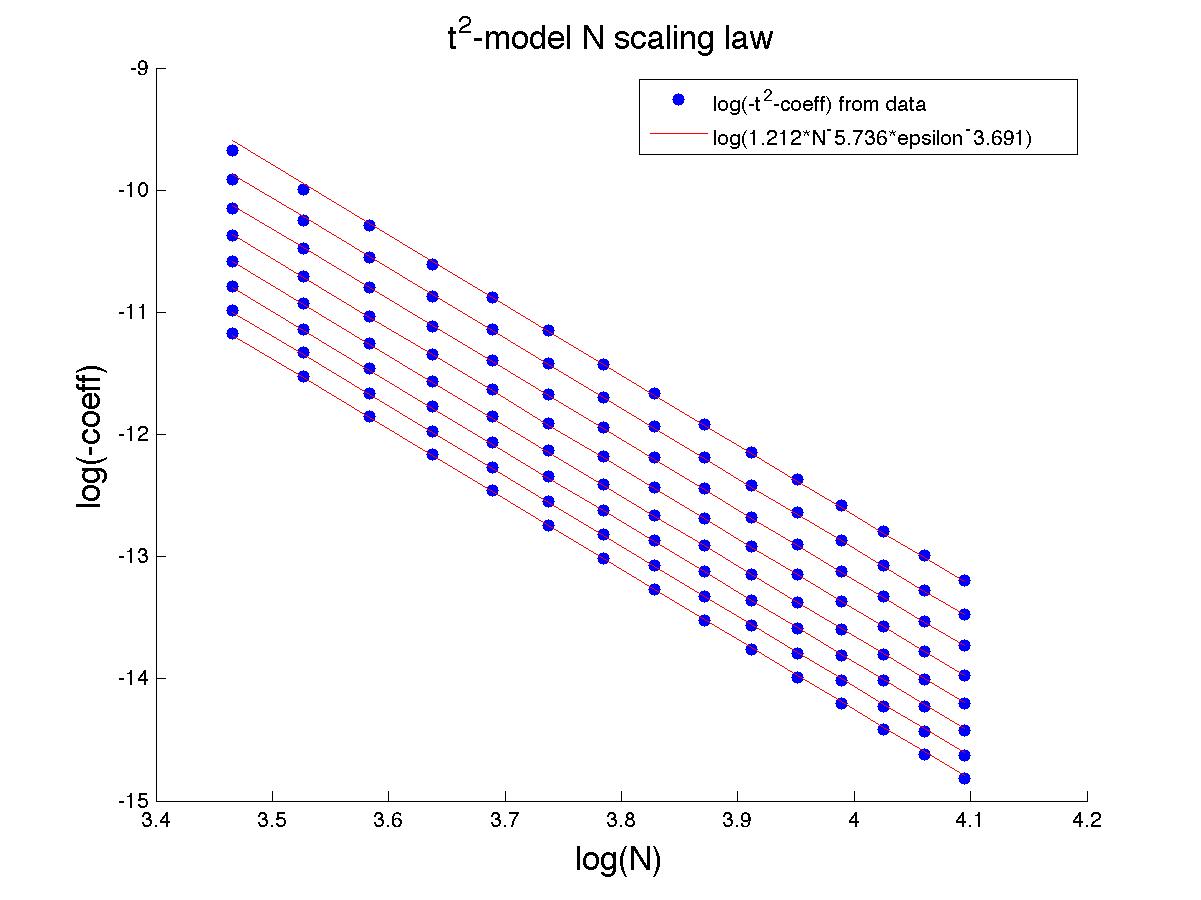 t²-model N scaling law
log(-t²-coeff) from data
log(1.212*N^-5.736*epsilon^-3.691)
-9
-10
-11
-12
-13
-14
-15
log(-coeff)
3.4 3.5 3.6 3.7 3.8 3.9 4 4.1 4.2
log(N)